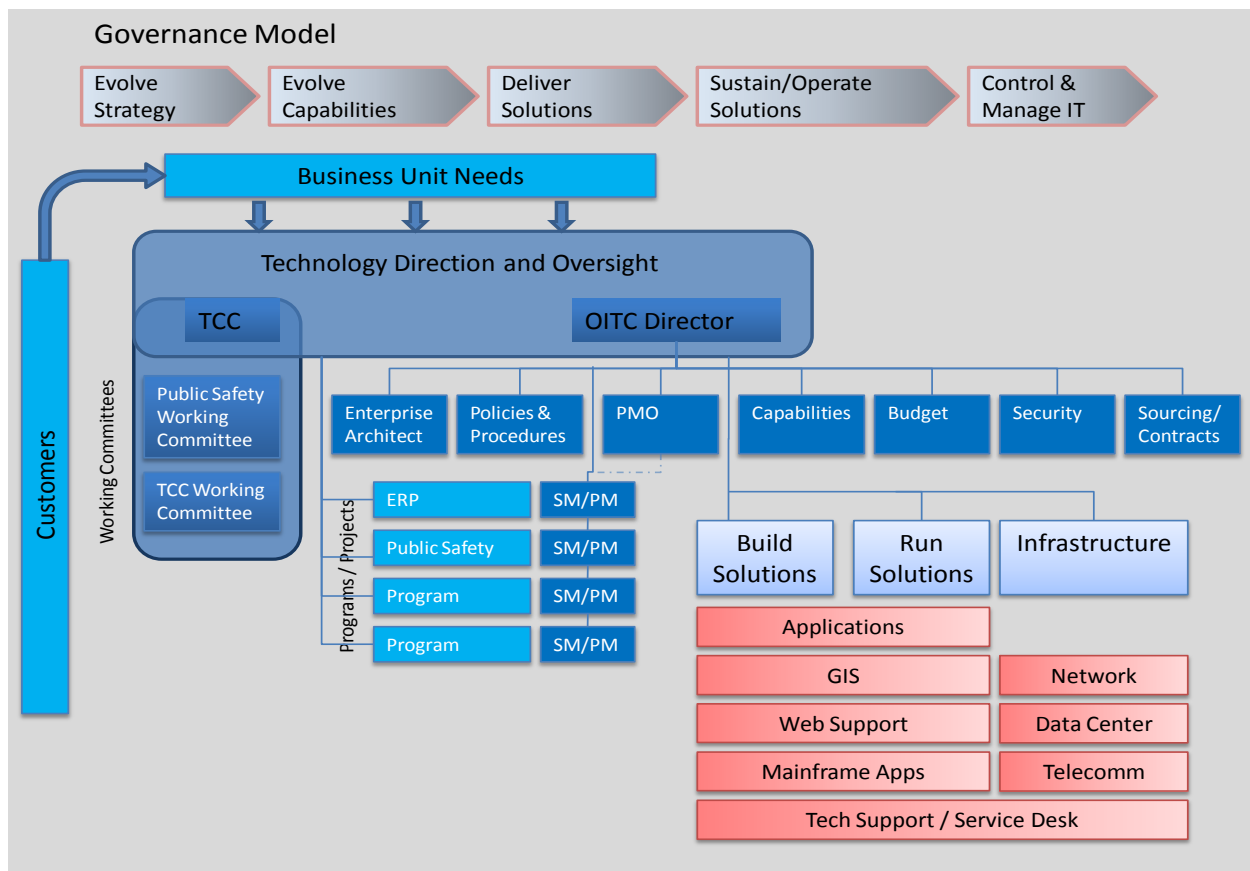 Governance Model
Evolve
Strategy
Evolve
Capabilities
Deliver
Solutions
Sustain/Operate
Solutions
Control &
Manage IT
Business Unit Needs
Technology Direction and Oversight
TCC
OITC Director
Customers
Working Committees
Public Safety
Working
Committee
TCC Working
Committee
Enterprise
Architect
Policies &
Procedures
PMO
Capabilities
Budget
Security
Sourcing/
Contracts
Programs / Projects
ERP
SM/PM
Public Safety
SM/PM
Program
SM/PM
Program
SM/PM
Build
Solutions
Run
Solutions
Infrastructure
Applications
GIS
Network
Web Support
Data Center
Mainframe Apps
Telecomm
Tech Support / Service Desk